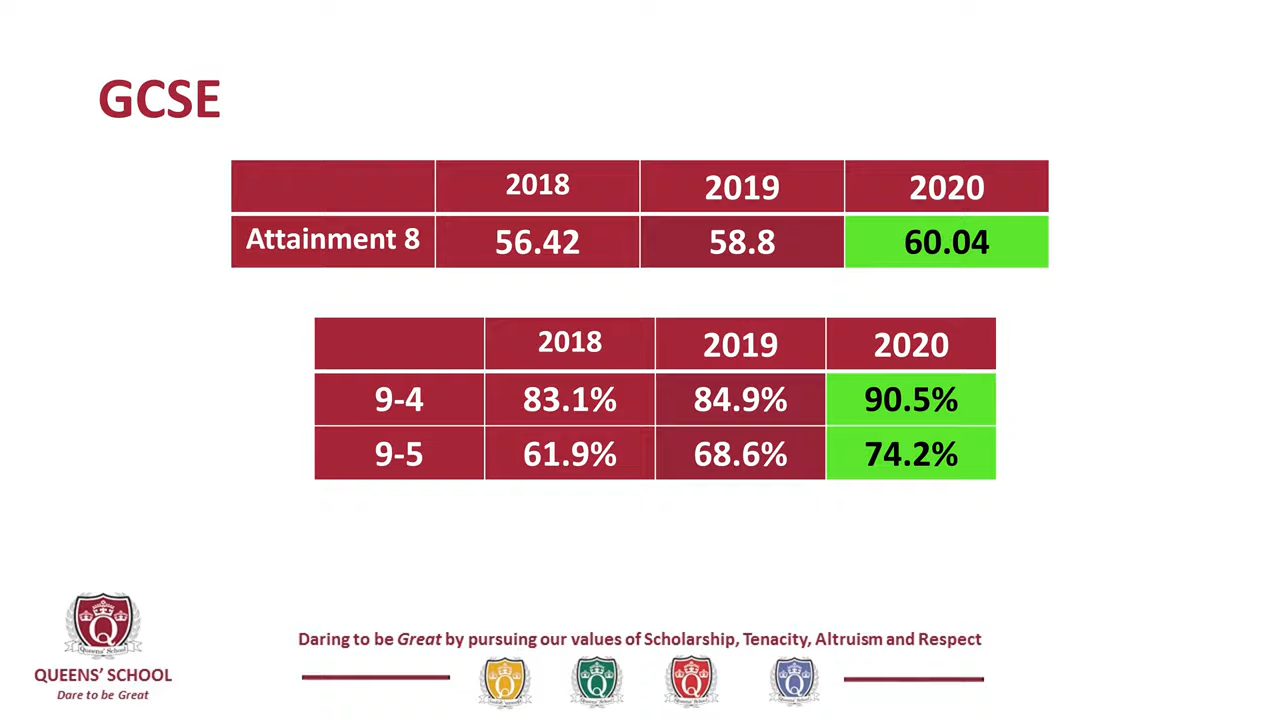 GCSE
2018 2019 2020
Attainment 8 56.42 58.8 60.04
2018 2019 2020
9-4 83.1% 84.9% 90.5%
9-5 61.9% 68.6% 74.2%
Daring to be Great by pursuing our values of Scholarship, Tenacity, Altruism and Respect
Q
Queens' School
QUEENS' SCHOOL
Dare to be Great
Q Q Q Q